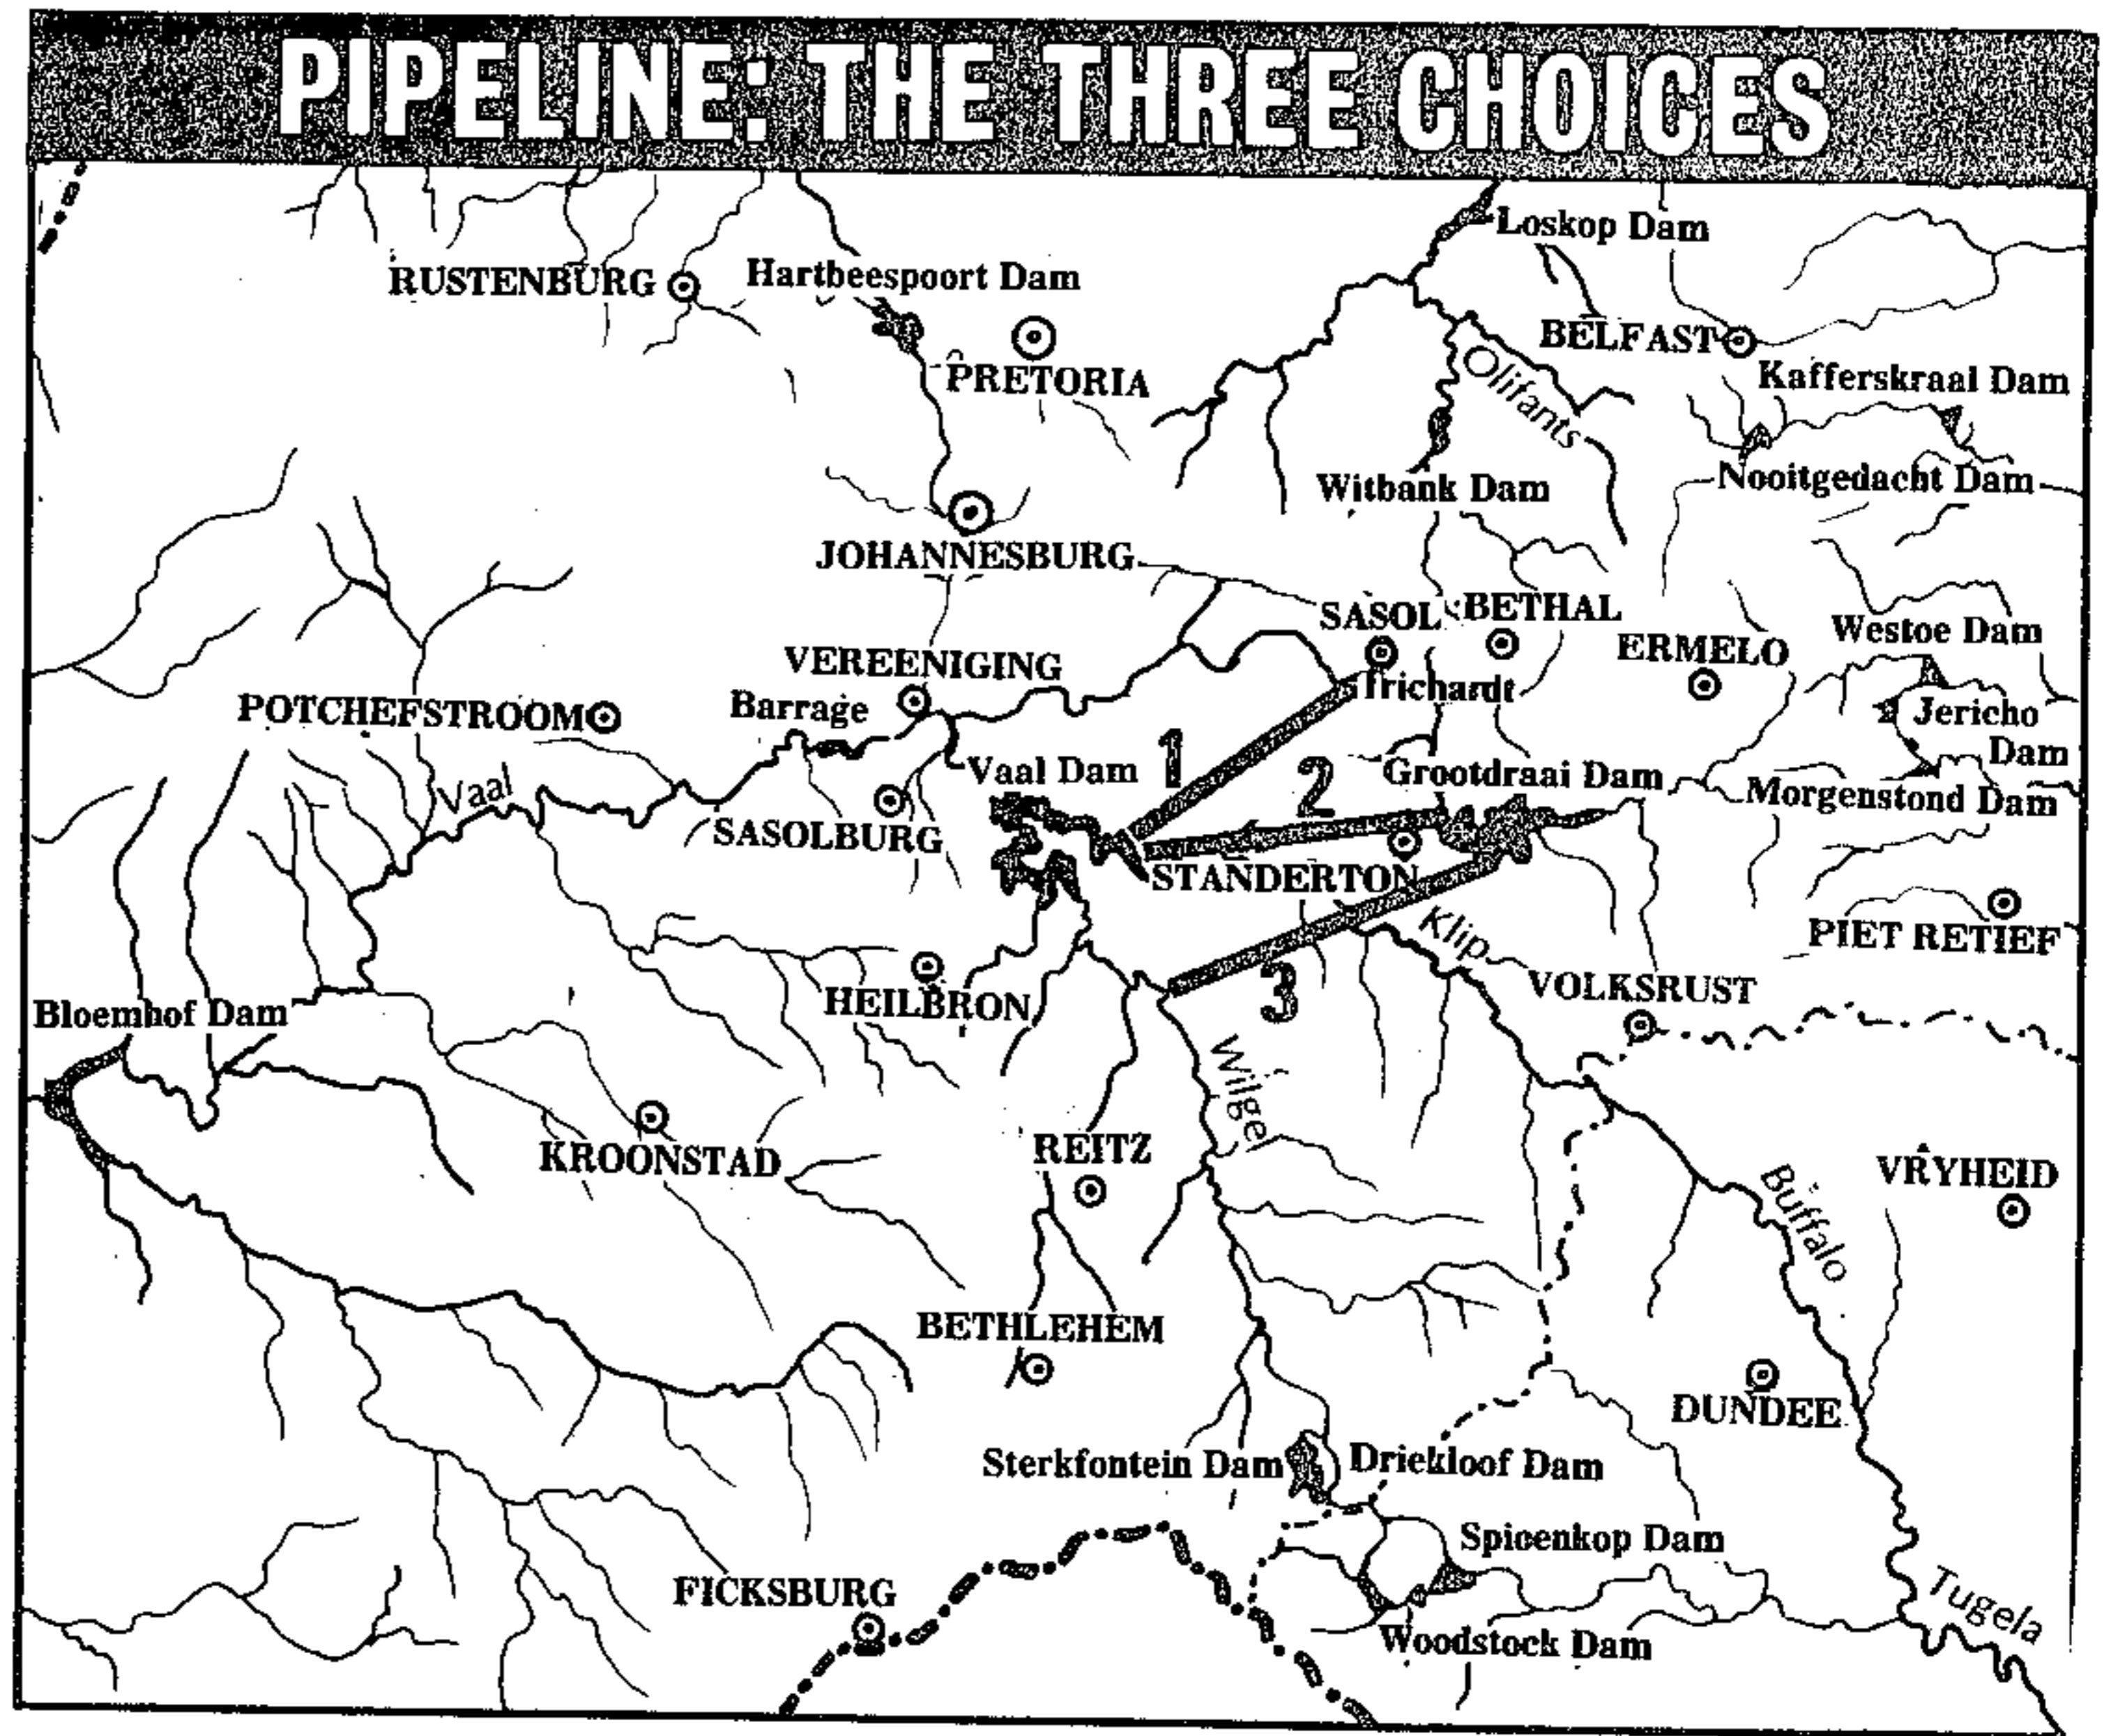 PIPELINE: THE THREE CHOICES
Loskop Dam
RUSTENBURG
Hartbeespoort Dam
BELFAST
PRETORIA
Olifants
Kafferskraal Dam
Witbank Dam
Nooitgedacht Dam
JOHANNESBURG
SASOL
BETHAL
ERMELO
Westoe Dam
VEREENIGING
Trichardt
POTCHEFSTROOM
Barrage
Jericho
Dam
Vaal
Vaal Dam
1
2
Grootdraai Dam
Morgenstond Dam
SASOLBURG
STANDERTON
Klip
PIET RETIEF
HEILBRON
3
VOLKSRUST
Bloemhof Dam
Wilge
KROONSTAD
REITZ
Buffalo
VRYHEID
BETHLEHEM
DUNDEE
Sterkfontein Dam
Driekloof Dam
Spioenkop Dam
FICKSBURG
Tugela
Woodstock Dam